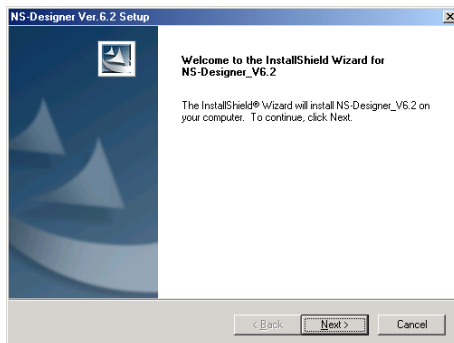 NS-Designer Ver.6.2 Setup
Welcome to the InstallShield Wizard for
NS-Designer_V6.2
The InstallShield® Wizard will install NS-Designer_V6.2 on
your computer. To continue, click Next.
< Back
Next >
Cancel